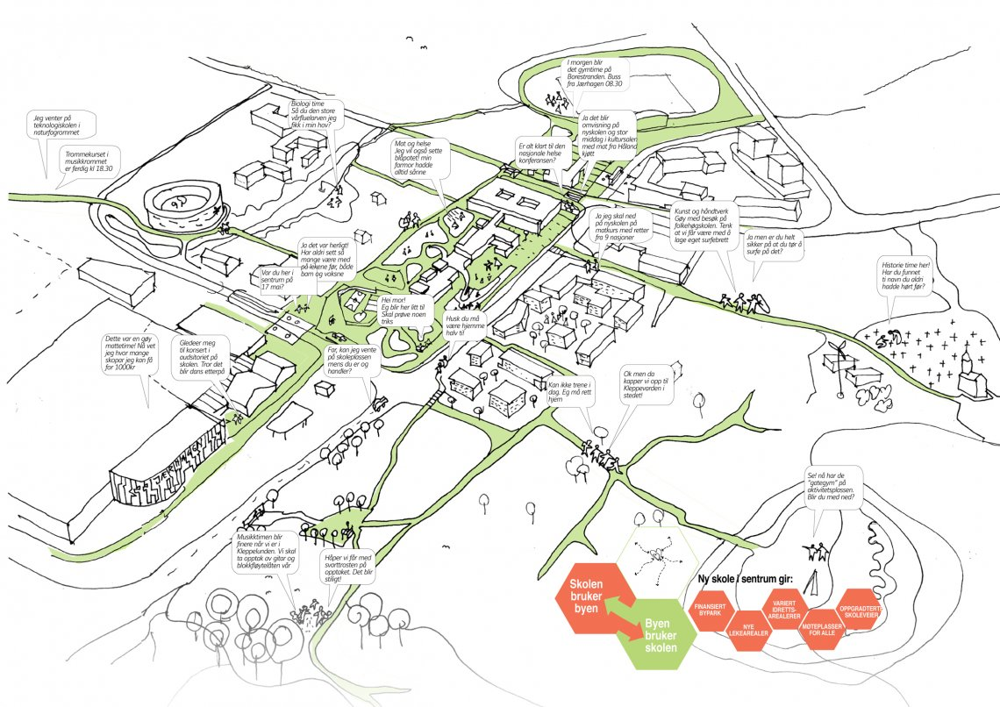 I morgen blir
det gymtime på
Borestranden. Buss
fra Jærhagen 08.30
Jeg venter på
teknologiskolen i
naturfagrommet
Trommekurset i
musikkrommet
er ferdig kl 18.30
Biologi time
Så du den store
vårfluelarven jeg
fikk i min hov?
Mat og helse
Jeg vil også sette
blåpotet! min
farmor hadde
alltid sånne
Er alt klart til den
nasjonale helse
konferansen?
Ja det blir
omvisning på
nyskolen og stor
middag i kultursalen
med mat fra Håland
kjøtt
Ja jeg skal ned
på nyskolen på
matkurs med retter
fra 9 nasjoner
Kunst og håndtverk
Gøy med besøk på
folkehøgskolen. Tenk
at vi får være med å
lage eget surfebrett
Ja men er du helt
sikker på at du tør å
surfe på det?
Historie time her!
Har du funnet
ti navn du aldri
hadde hørt før?
Ja det var herlig!
Har aldri sett så
mange være med
på lekene før, både
barn og voksne
Var du her i
sentrum på
17 mai?
Hei mor!
Eg blir her litt til
Skal prøve noen
triks
Husk du må
være hjemme
halv ti!
Dette var en gøy
mattetime! Nå vet
jeg hvor mange
skopar jeg kan få
for 1000kr
Gledeer meg
til konsert i
audsitoriet på
skolen. Tror det
blir dans etterpå
Far, kan jeg vente
på skoleplassen
mens du er og
handler?
Kan ikke trene i
dag. Eg må rett
hjem
Ok men da
kapper vi opp til
Kleppevarden i
stedet!
JÆRHAGEN
Se! nå har de
"gategym" på
aktivitetsplassen.
Blir du med ned?
Musikktimen blir
finere når vi er i
Kleppelunden. Vi skal
ta opptak av gitar og
blokkfløytelåten vår
Håper vi får med
svarttrosten på
opptaket. Det blir
stiligt!
Skolen
bruker
byen
Byen
bruker
skolen
Ny skole i sentrum gir:
FINANSIERT
BYPARK
NYE
LEKEAREALER
VARIERT
IDRETTS-
AREALERER
MØTEPLASSER
FOR ALLE
OPPGRADTERTE
SKOLEVEIER